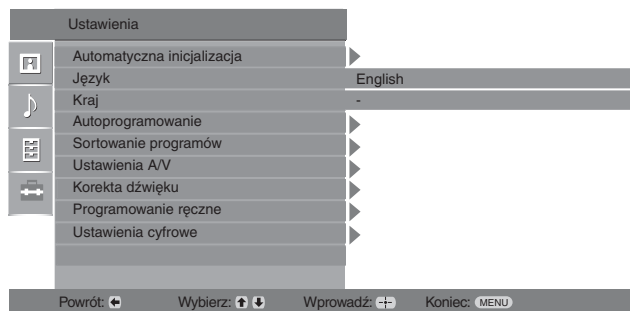 Ustawienia
Automatyczna inicjalizacja
Język English
Kraj -
Autoprogramowanie
Sortowanie programów
Ustawienia A/V
Korekta dźwięku
Programowanie ręczne
Ustawienia cyfrowe
Powrót: Wybierz: Wprowadź: Koniec: MENU